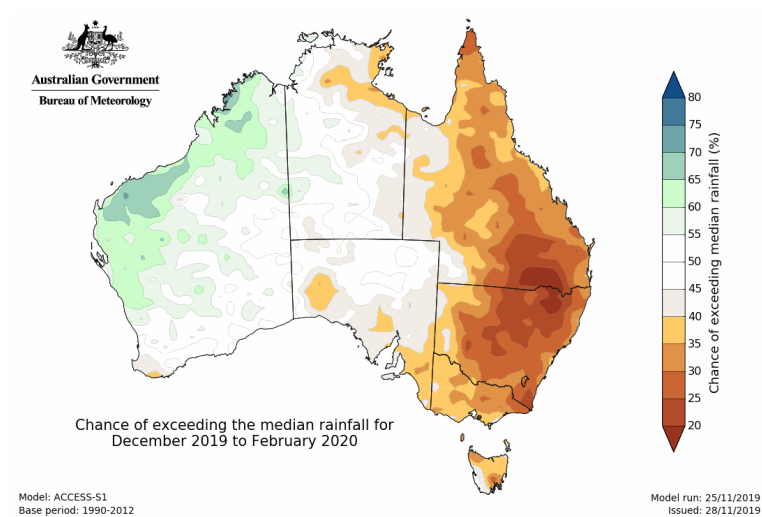 Australian Government
Bureau of Meteorology
80
75
70
65
60
55
50
45
40
35
30
25
20
Chance of exceeding median rainfall (%)
Chance of exceeding the median rainfall for
December 2019 to February 2020
Model: ACCESS-S1
Base period: 1990-2012
Model run: 25/11/2019
Issued: 28/11/2019